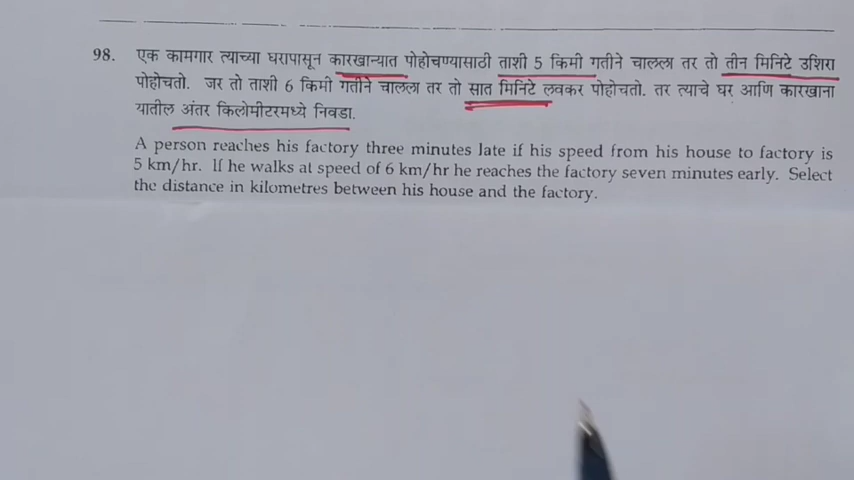 98. एक कामगार त्याच्या घरापासून कारखान्यात पोहोचण्यासाठी ताशी 5 किमी गतीने चालला तर तो तीन मिनिटे उशिरा
पोहोचतो. जर तो ताशी 6 किमी गतीने चालला तर तो सात मिनिटे लवकर पोहोचतो. तर त्याचे घर आणि कारखाना
यातील अंतर किलोमीटरमध्ये निवडा.
A person reaches his factory three minutes late if his speed from his house to factory is
5 km/hr. If he walks at speed of 6 km/hr he reaches the factory seven minutes early. Select
the distance in kilometres between his house and the factory.